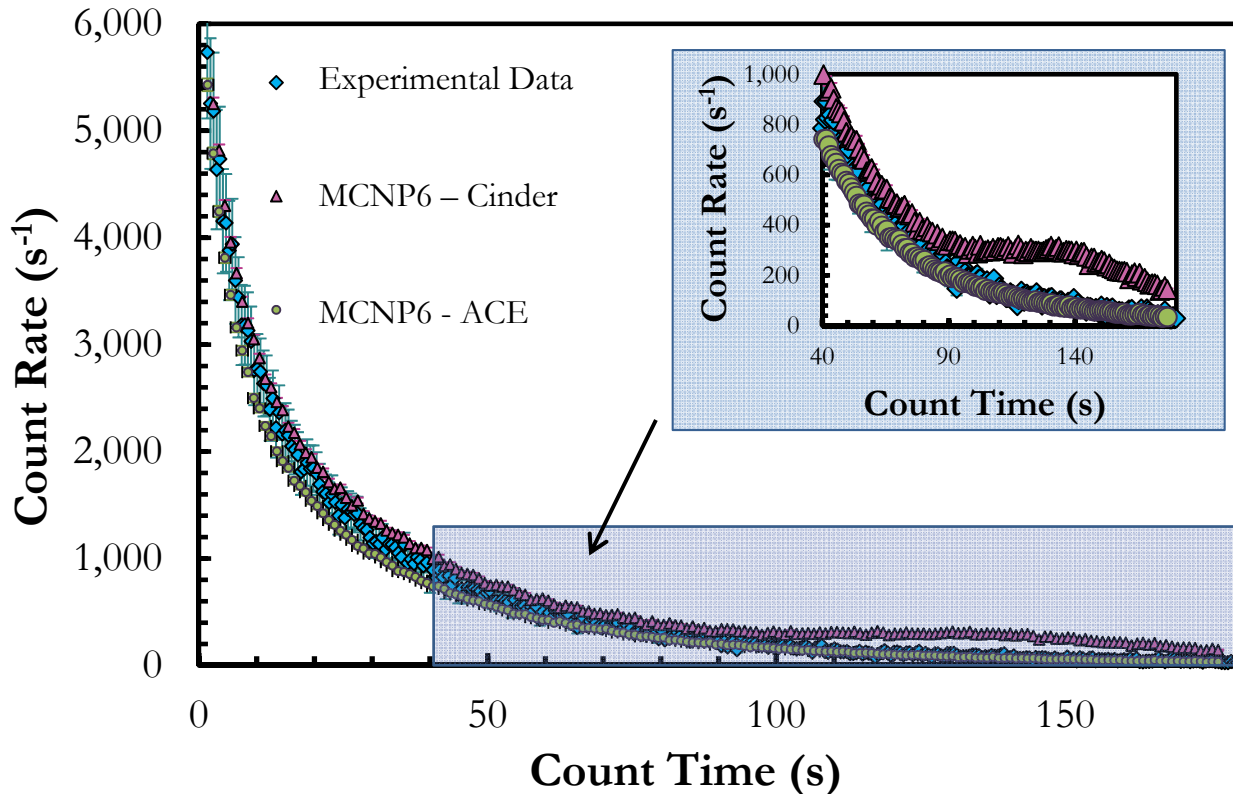 6,000
5,000
4,000
3,000
2,000
1,000
0
Count Rate (s⁻¹)
Experimental Data
MCNP6 – Cinder
MCNP6 - ACE
1,000
800
600
400
200
0
Count Rate (s⁻¹)
40 90 140
Count Time (s)
0 50 100 150
Count Time (s)